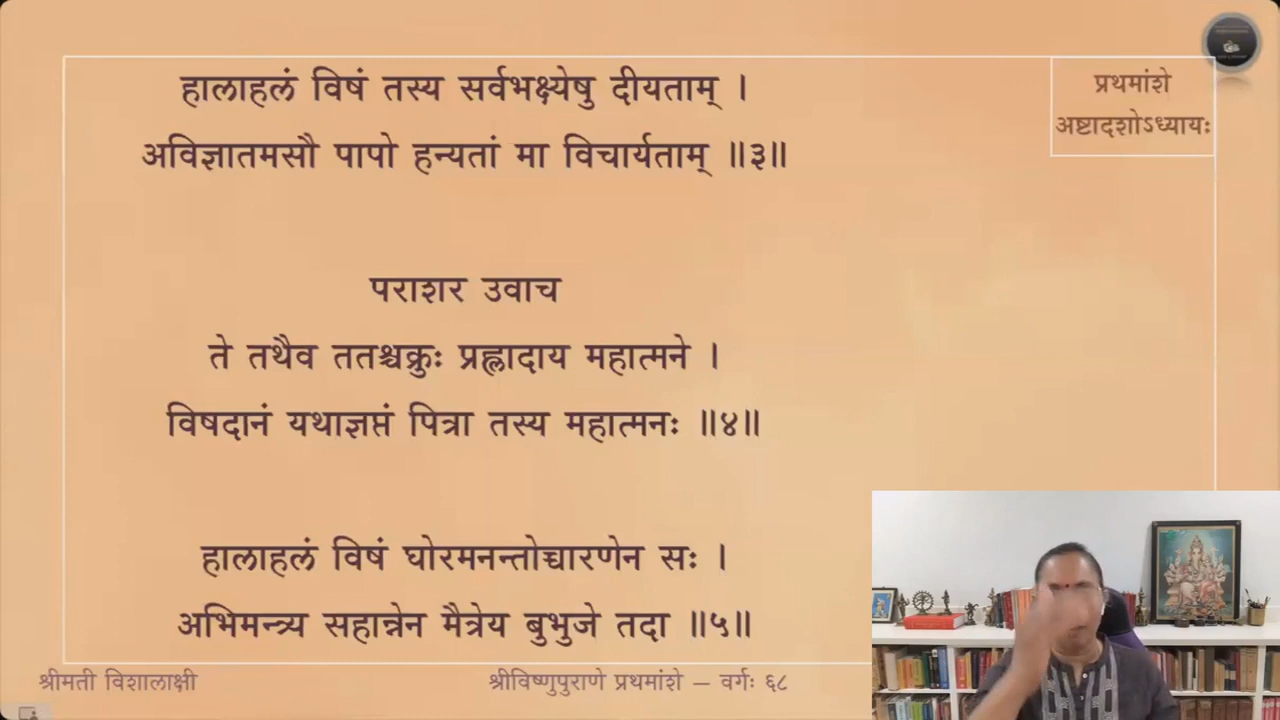 हालाहलं विषं तस्य सर्वभक्ष्येषु दीयताम् ।
अविज्ञातमसौ पापो हन्यतां मा विचार्यताम् ॥३॥
प्रथमांशे
अष्टादशोऽध्यायः
पराशर उवाच
ते तथैव ततश्चक्रुः प्रह्लादाय महात्मने ।
विषदानं यथाज्ञप्तं पित्रा तस्य महात्मनः ॥४॥
हालाहलं विषं घोरमनन्तोच्चारणेन सः ।
अभिमन्त्र्य सहान्नेन मैत्रेय बुभुजे तदा ॥५॥
श्रीमती विशालाक्षी
श्रीविष्णुपुराणे प्रथमांशे – वर्गः ६८